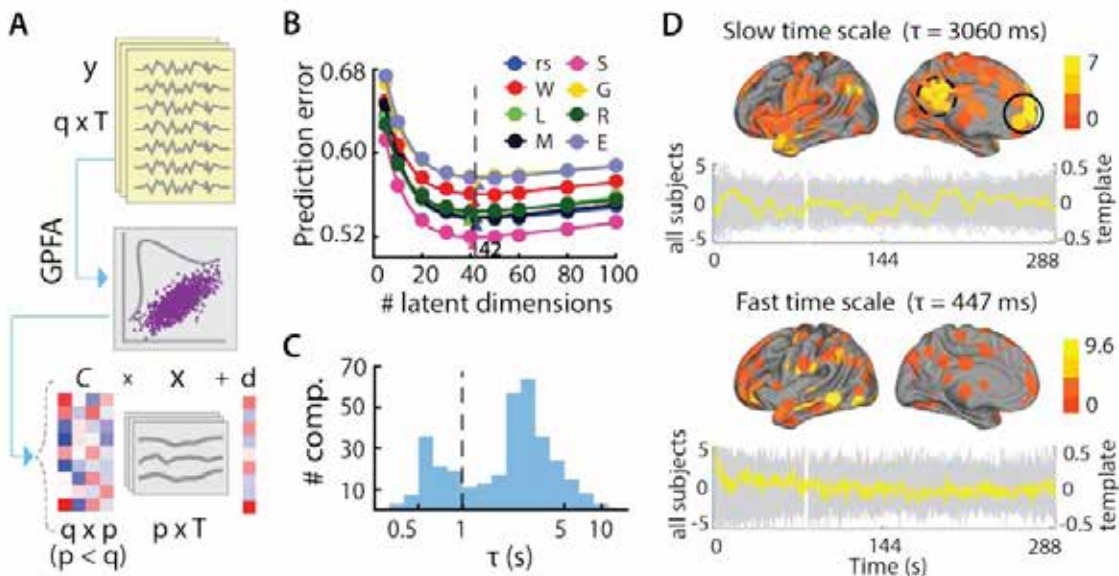 A
y
q x T
GPFA
C x X + d
q x p
(p < q)
p x T
B
Prediction error
0.68
0.60
0.52
rs
W
L
M
S
G
R
E
42
0 20 40 60 80 100
# latent dimensions
C
# comp.
70
50
30
10
0.5 1 5 10
τ (s)
D
Slow time scale (τ = 3060 ms)
7
0
all subjects
5
0
-5
0.5
0
-0.5
template
0 144 288
Fast time scale (τ = 447 ms)
9.6
0
all subjects
5
0
-5
0.5
0
-0.5
template
0 144 288
Time (s)